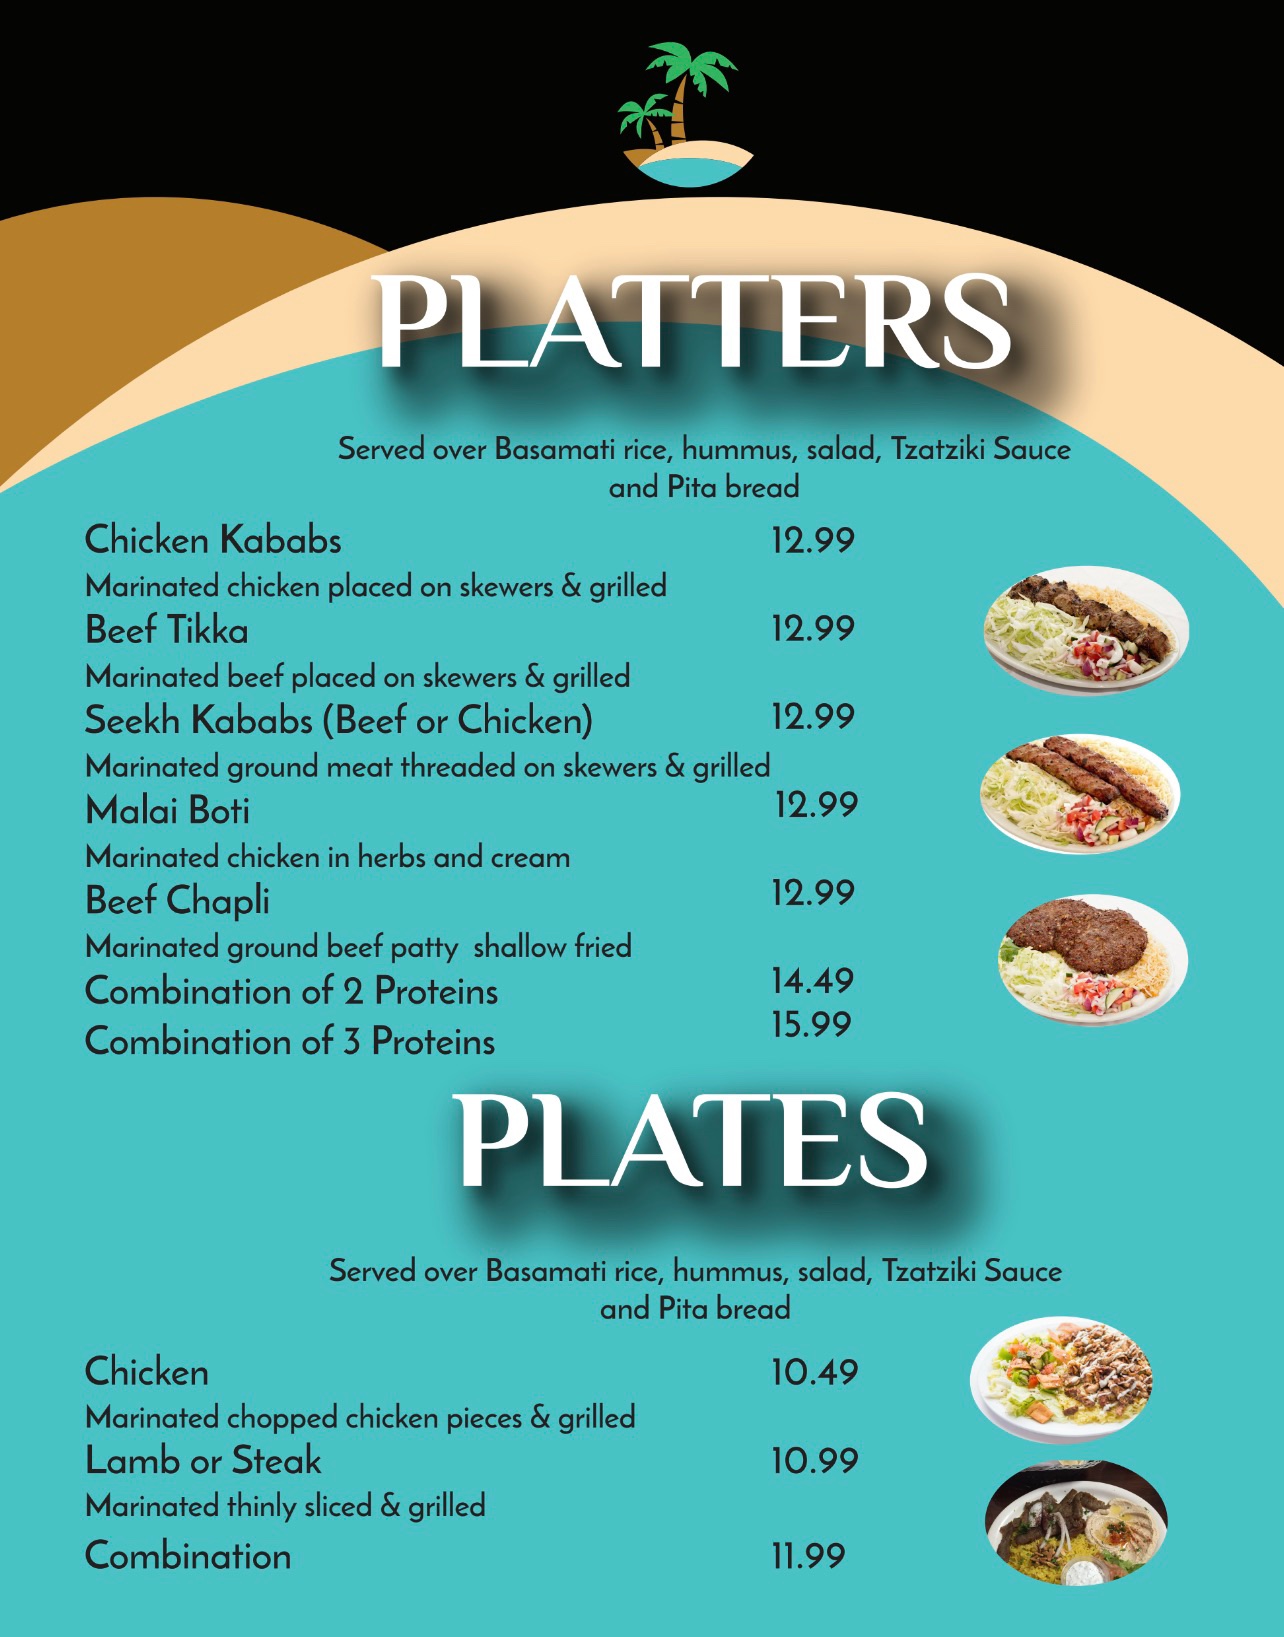 PLATTERS
Served over Basamati rice, hummus, salad, Tzatziki Sauce
and Pita bread
Chicken Kababs 12.99
Marinated chicken placed on skewers & grilled
Beef Tikka 12.99
Marinated beef placed on skewers & grilled
Seekh Kababs (Beef or Chicken) 12.99
Marinated ground meat threaded on skewers & grilled
Malai Boti 12.99
Marinated chicken in herbs and cream
Beef Chapli 12.99
Marinated ground beef patty shallow fried
Combination of 2 Proteins 14.49
Combination of 3 Proteins 15.99
PLATES
Served over Basamati rice, hummus, salad, Tzatziki Sauce
and Pita bread
Chicken 10.49
Marinated chopped chicken pieces & grilled
Lamb or Steak 10.99
Marinated thinly sliced & grilled
Combination 11.99